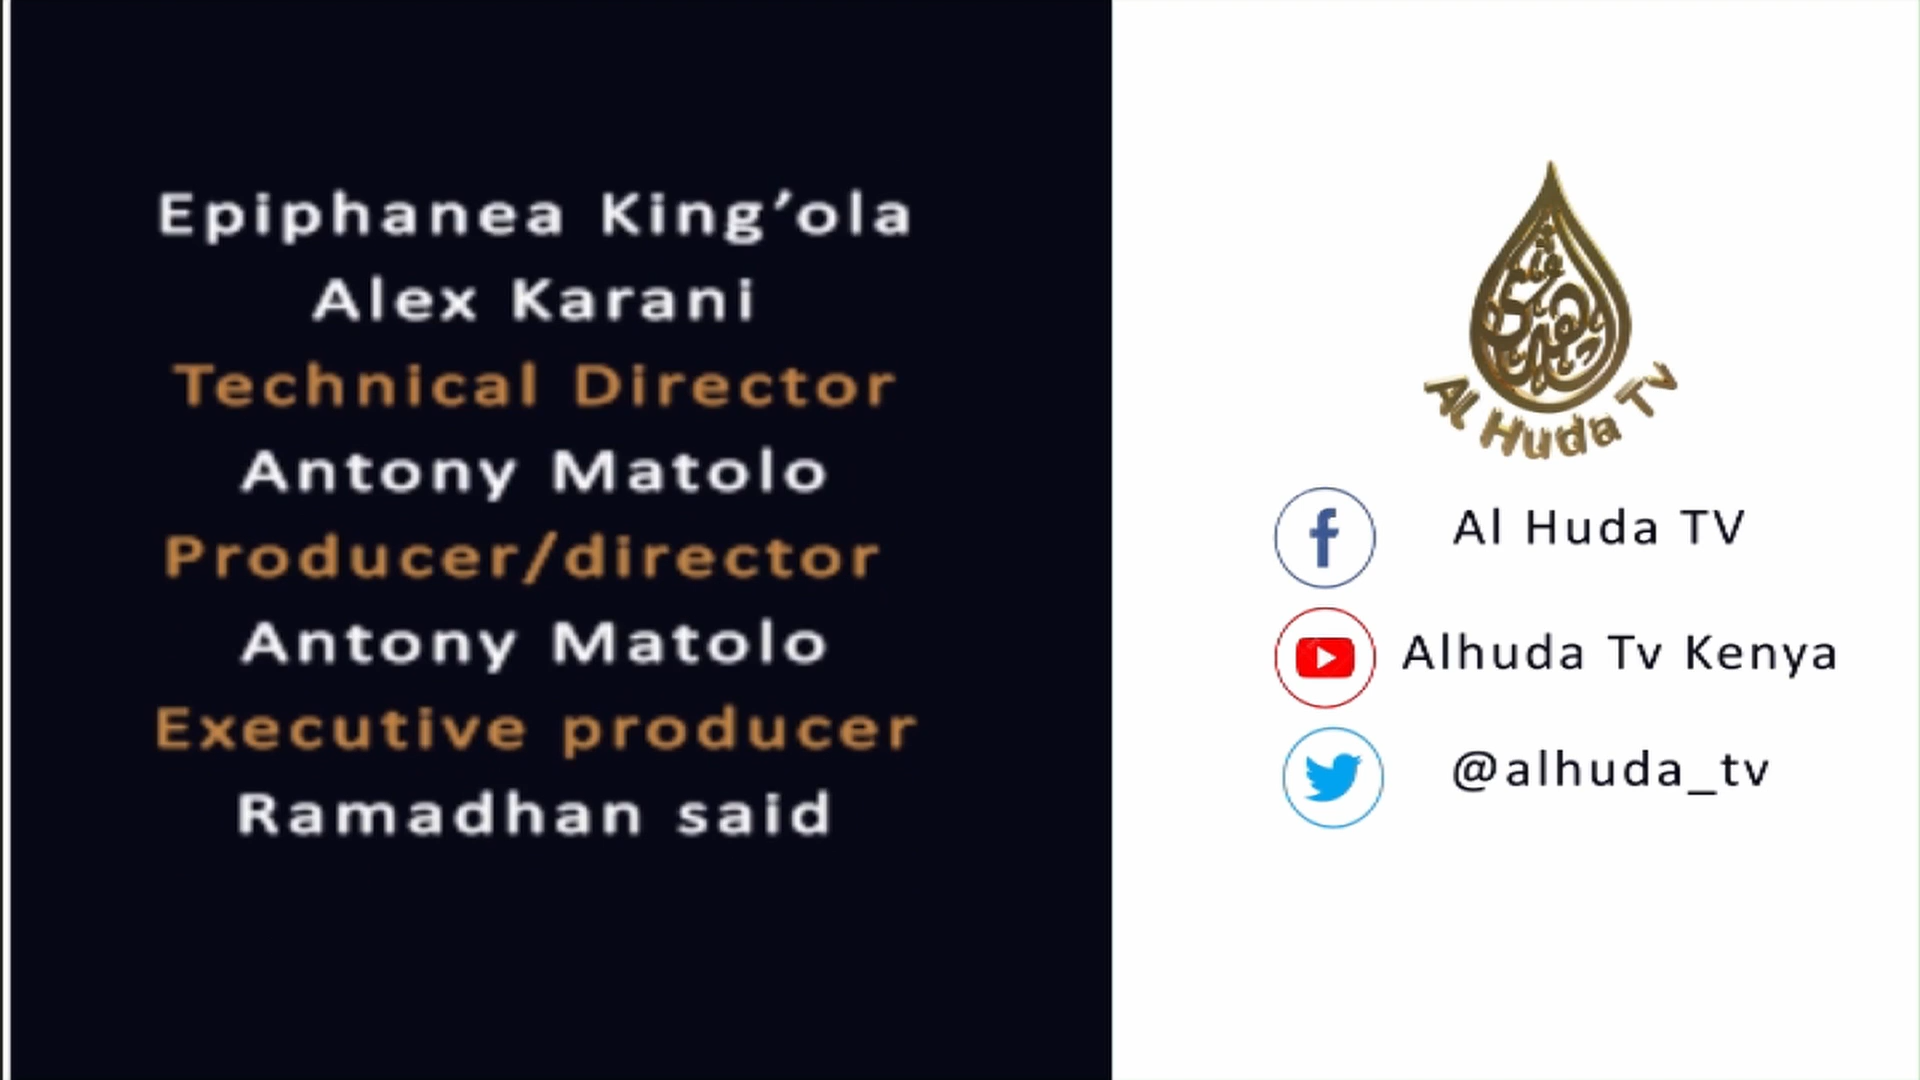 Epiphanea King’ola
Alex Karani
Technical Director
Antony Matolo
Producer/director
Antony Matolo
Executive producer
Ramadhan said
Al Huda TV
Al Huda TV
Alhuda Tv Kenya
@alhuda_tv